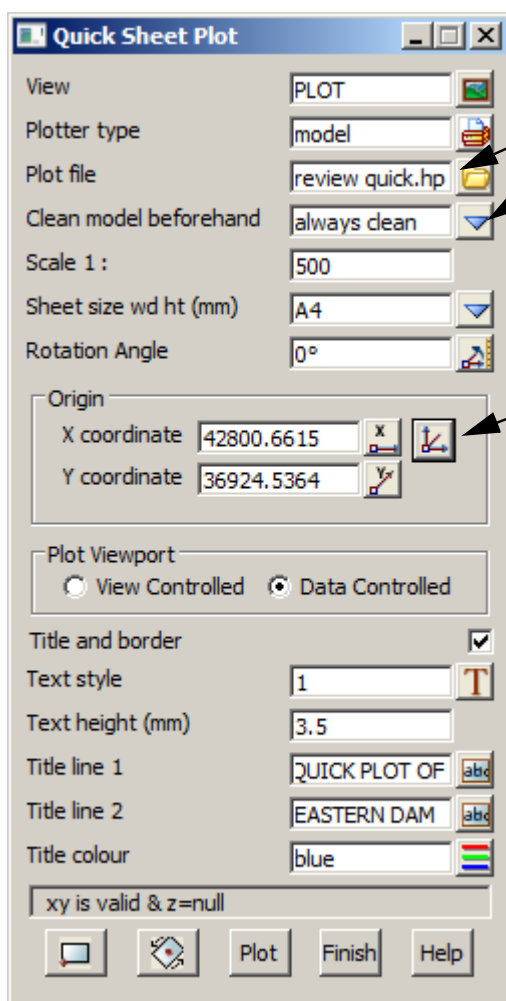 Quick Sheet Plot
View PLOT
Plotter type model
Plot file review quick.hp
Clean model beforehand always clean
Scale 1 : 500
Sheet size wd ht (mm) A4
Rotation Angle 0°
Origin
X coordinate 42800.6615 X
Y coordinate 36924.5364 Y
Plot Viewport
View Controlled Data Controlled
Title and border
Text style 1 T
Text height (mm) 3.5
Title line 1 QUICK PLOT OF abc
Title line 2 EASTERN DAM abc
Title colour blue
xy is valid & z=null
Plot Finish Help